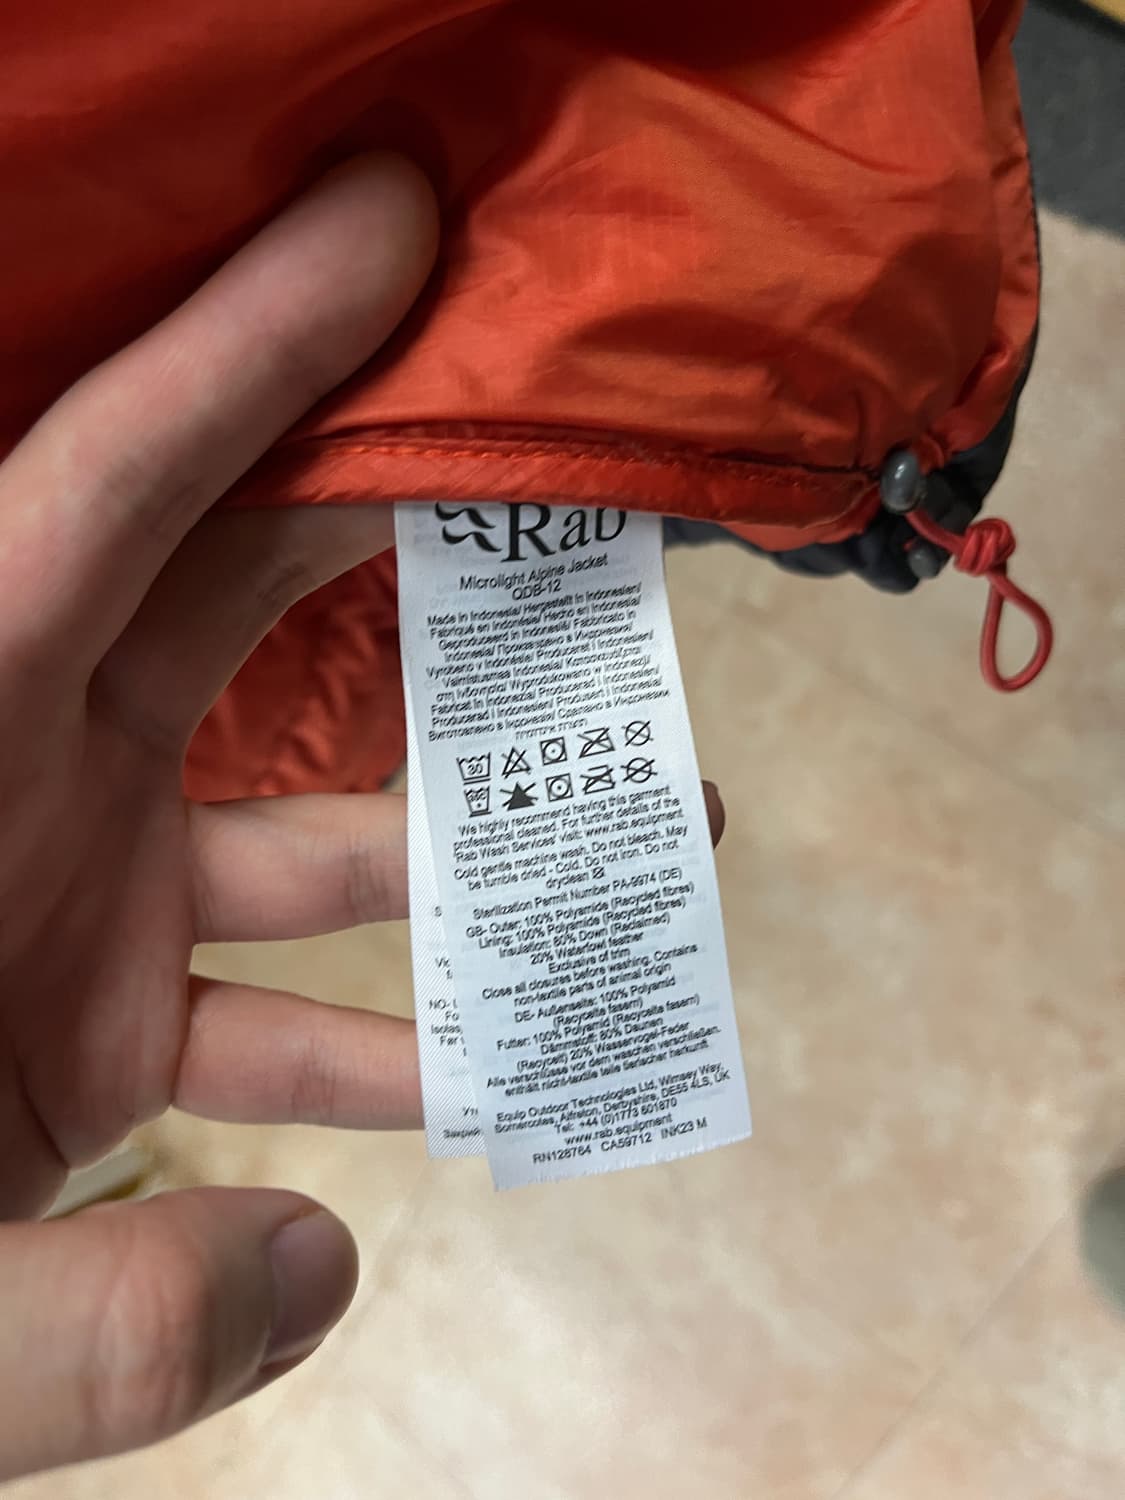 Rab
Microlight Alpine Jacket
QDB-12
Made in Indonesia/ Hergestellt in Indonesien/
Fabriqué en Indonésie/ Hecho en Indonesia/
Geproduceerd in Indonesië/ Fabbricato in
Indonesia/ Произведено в Индонезия/
Vyrobeno v Indonésie/ Produceret i Indonesien/
Valmistusmaa Indonesia/ Κατασκευάζεται
στη Ινδονησία/ Wyprodukowano w Indonezji/
Fabricat în Indonezia/ Producerad i Indonesien/
Producerad i Indonesien/ Produsert i Indonesia/
Виготовлено в Індонезії/ Сделано в Индонезии
30
We highly recommend having this garment
professional cleaned. For further details of the
'Rab Wash Services' visit: www.rab.equipment
Cold gentle machine wash. Do not bleach. May
be tumble dried - Cold. Do not iron. Do not
dryclean
Sterilization Permit Number PA-9974 (DE)
GB- Outer: 100% Polyamide (Recycled fibres)
Lining: 100% Polyamide (Recycled fibres)
Insulation: 80% Down (Reclaimed)
20% Waterfowl feather
Exclusive of trim
Close all closures before washing. Contains
non-textile parts of animal origin
DE- Außenseite: 100% Polyamid
(Recycelte fasern)
Futter: 100% Polyamid (Recycelte fasern)
Dämmstoff: 80% Daunen
(Recycelt) 20% Wasservogel-Feder
Alle verschlüsse vor dem waschen verschließen.
enthält nicht-textile teile tierischer herkunft
Equip Outdoor Technologies Ltd, Wimsey Way,
Somercotes, Alfreton, Derbyshire, DE55 4LS, UK
Tel: +44 (0)1773 601870
www.rab.equipment
RN128764 CA59712 INK23 M